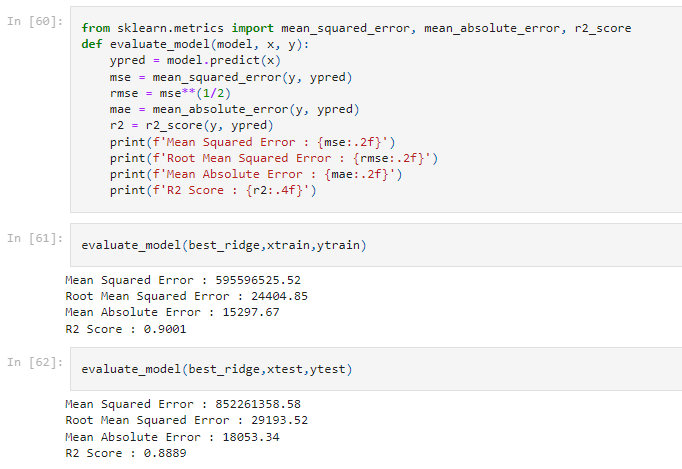 In [60]:
from sklearn.metrics import mean_squared_error, mean_absolute_error, r2_score
def evaluate_model(model, x, y):
    ypred = model.predict(x)
    mse = mean_squared_error(y, ypred)
    rmse = mse**(1/2)
    mae = mean_absolute_error(y, ypred)
    r2 = r2_score(y, ypred)
    print(f'Mean Squared Error : {mse:.2f}')
    print(f'Root Mean Squared Error : {rmse:.2f}')
    print(f'Mean Absolute Error : {mae:.2f}')
    print(f'R2 Score : {r2:.4f}')
In [61]:
evaluate_model(best_ridge,xtrain,ytrain)
Mean Squared Error : 595596525.52
Root Mean Squared Error : 24404.85
Mean Absolute Error : 15297.67
R2 Score : 0.9001
In [62]:
evaluate_model(best_ridge,xtest,ytest)
Mean Squared Error : 852261358.58
Root Mean Squared Error : 29193.52
Mean Absolute Error : 18053.34
R2 Score : 0.8889